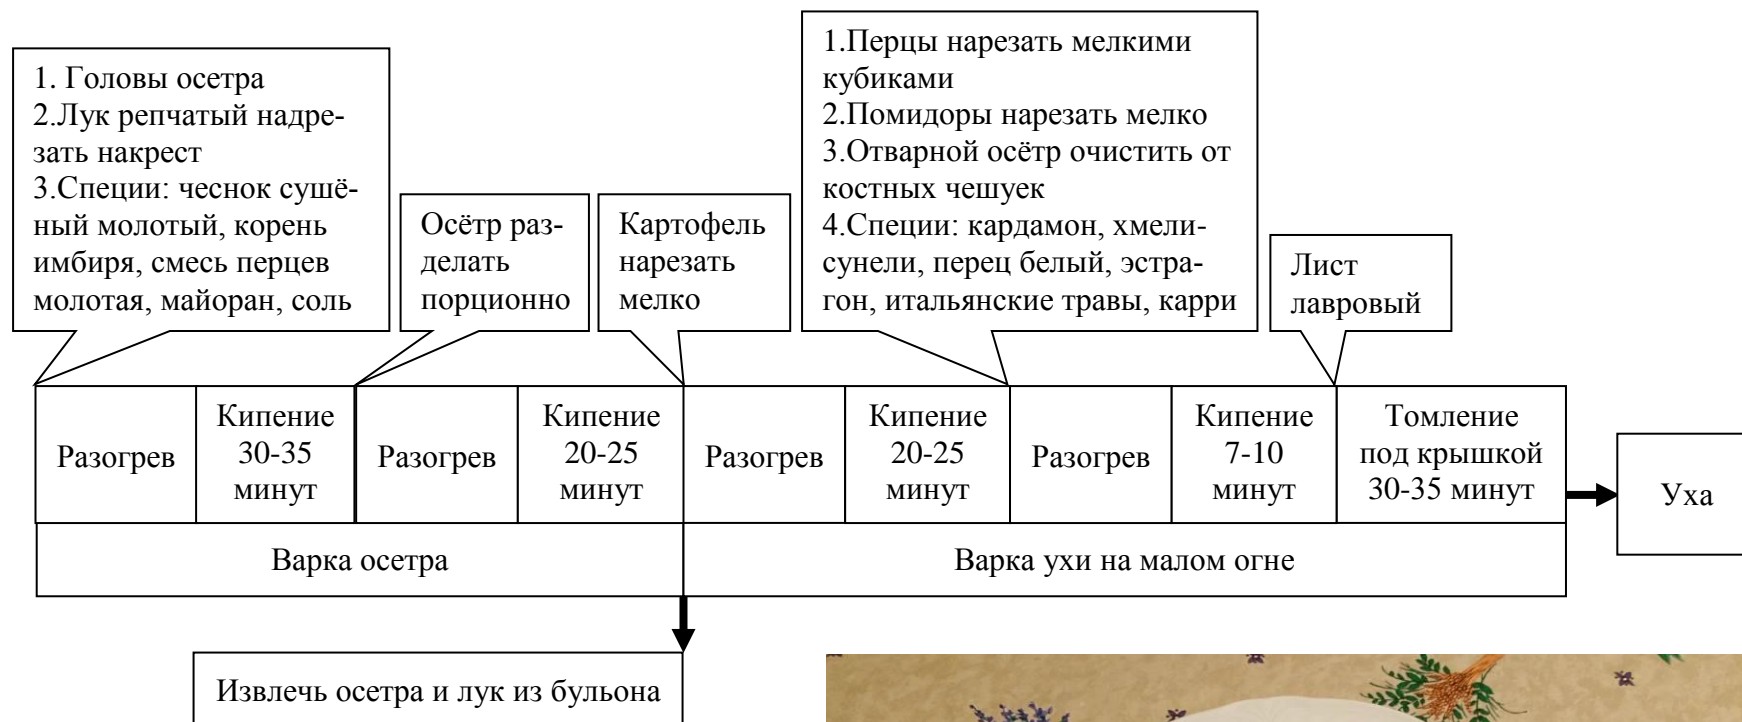 1. Головы осетра
2.Лук репчатый надре-
зать накрест
3.Специи: чеснок сушё-
ный молотый, корень
имбиря, смесь перцев
молотая, майоран, соль
Осётр раз-
делать
порционно
Картофель
нарезать
мелко
1.Перцы нарезать мелкими
кубиками
2.Помидоры нарезать мелко
3.Отварной осётр очистить от
костных чешуек
4.Специи: кардамон, хмели-
сунели, перец белый, эстра-
гон, итальянские травы, карри
Лист
лавровый
Разогрев
Кипение
30-35
минут
Разогрев
Кипение
20-25
минут
Разогрев
Кипение
20-25
минут
Разогрев
Кипение
7-10
минут
Томление
под крышкой
30-35 минут
Уха
Варка осетра
Варка ухи на малом огне
Извлечь осетра и лук из бульона